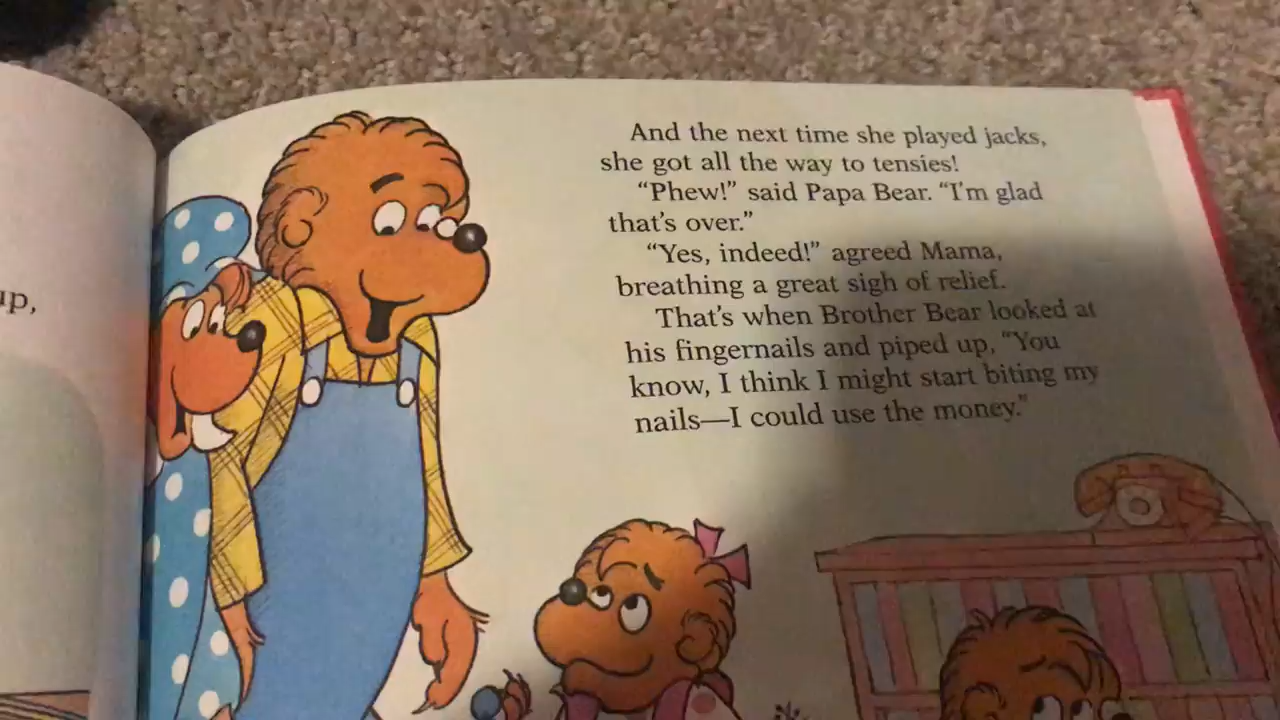 up,
And the next time she played jacks,
she got all the way to tensies!
"Phew!" said Papa Bear. "I'm glad
that's over."
"Yes, indeed!" agreed Mama,
breathing a great sigh of relief.
That's when Brother Bear looked at
his fingernails and piped up, "You
know, I think I might start biting my
nails—I could use the money."